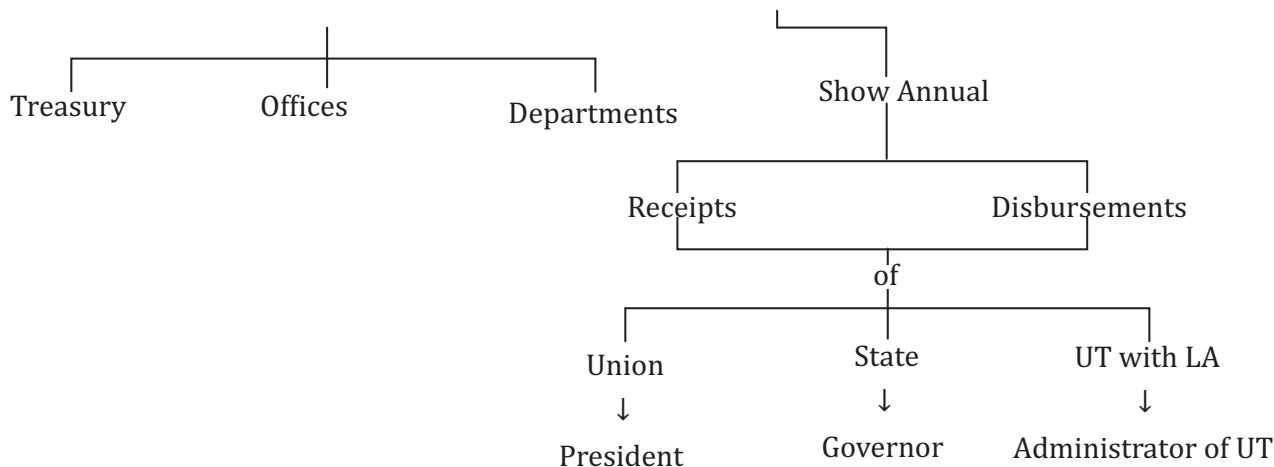 Treasury Offices Departments
Show Annual
Receipts Disbursements
of
Union State UT with LA
↓ ↓ ↓
President Governor Administrator of UT